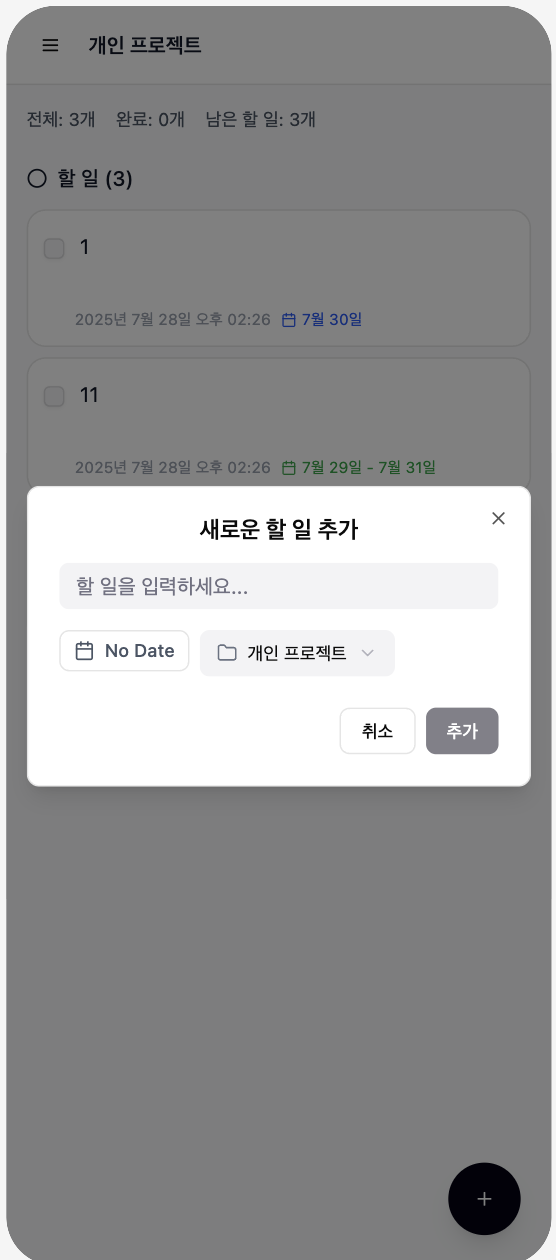 개인 프로젝트
전체: 3개 완료: 0개 남은 할 일: 3개
할 일 (3)
1
2025년 7월 28일 오후 02:26 7월 30일
11
2025년 7월 28일 오후 02:26 7월 29일 - 7월 31일
새로운 할 일 추가
할 일을 입력하세요...
No Date 개인 프로젝트
취소 추가